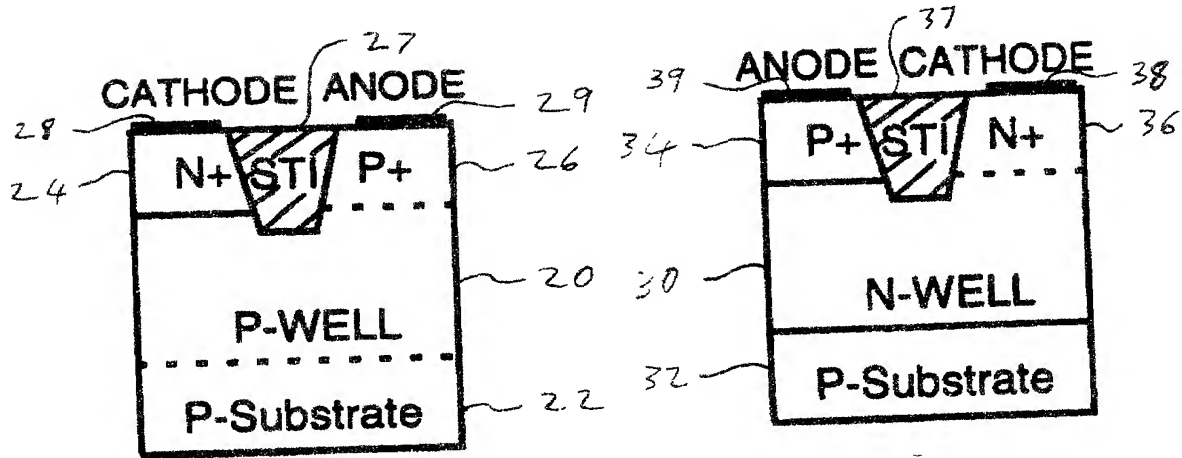 27
CATHODE ANODE
28
29
24
N+ STI P+
26
20
P-WELL
P-Substrate
22
37
ANODE CATHODE
39
38
34
P+ STI N+
36
30
N-WELL
32
P-Substrate